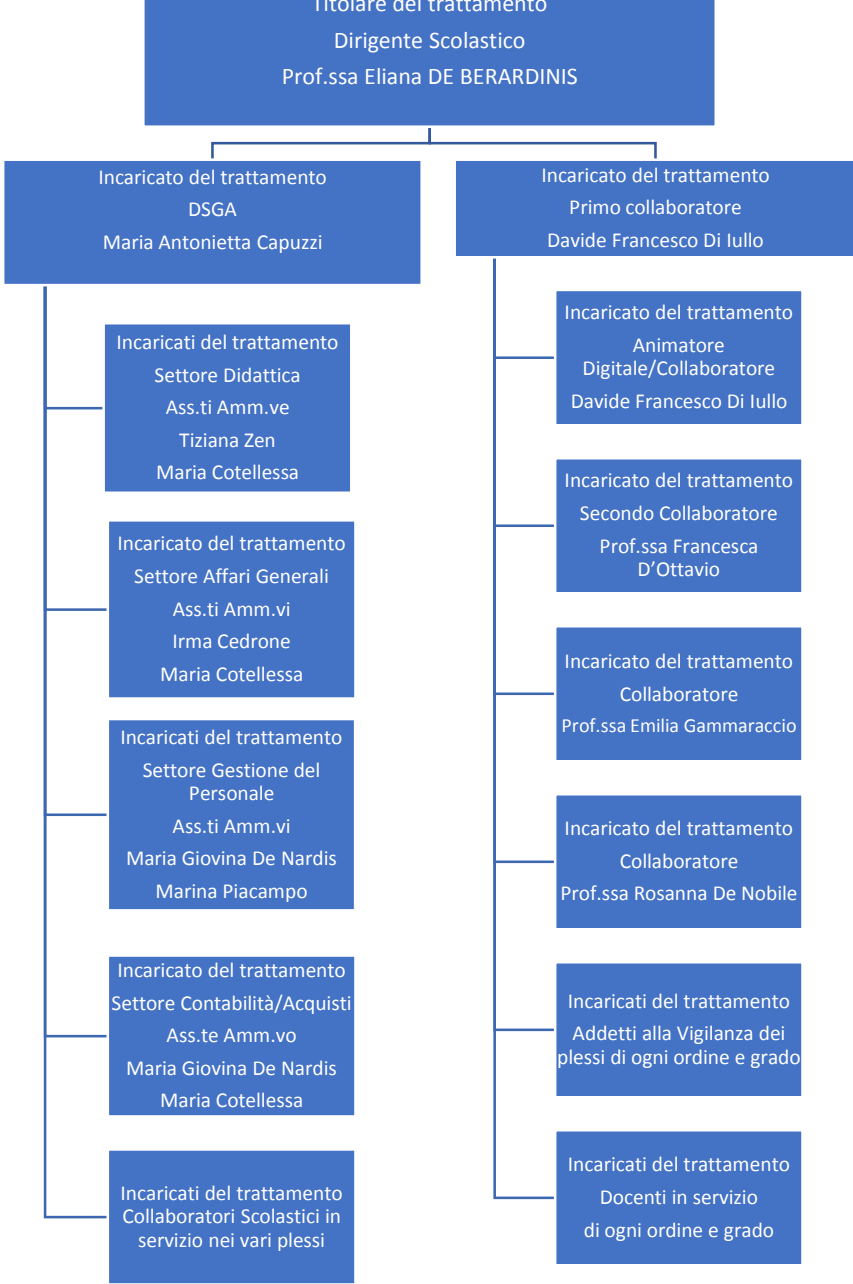 Titolare del trattamento
Dirigente Scolastico
Prof.ssa Eliana DE BERARDINIS
Incaricato del trattamento
DSGA
Maria Antonietta Capuzzi
Incaricati del trattamento
Settore Didattica
Ass.ti Amm.ve
Tiziana Zen
Maria Cotellessa
Incaricato del trattamento
Settore Affari Generali
Ass.ti Amm.vi
Irma Cedrone
Maria Cotellessa
Incaricati del trattamento
Settore Gestione del
Personale
Ass.ti Amm.vi
Maria Giovina De Nardis
Marina Piacampo
Incaricato del trattamento
Settore Contabilità/Acquisti
Ass.te Amm.vo
Maria Giovina De Nardis
Maria Cotellessa
Incaricati del trattamento
Collaboratori Scolastici in
servizio nei vari plessi
Incaricato del trattamento
Primo collaboratore
Davide Francesco Di Iullo
Incaricato del trattamento
Animatore
Digitale/Collaboratore
Davide Francesco Di Iullo
Incaricato del trattamento
Secondo Collaboratore
Prof.ssa Francesca
D’Ottavio
Incaricato del trattamento
Collaboratore
Prof.ssa Emilia Gammaraccio
Incaricato del trattamento
Collaboratore
Prof.ssa Rosanna De Nobile
Incaricati del trattamento
Addetti alla Vigilanza dei
plessi di ogni ordine e grado
Incaricati del trattamento
Docenti in servizio
di ogni ordine e grado